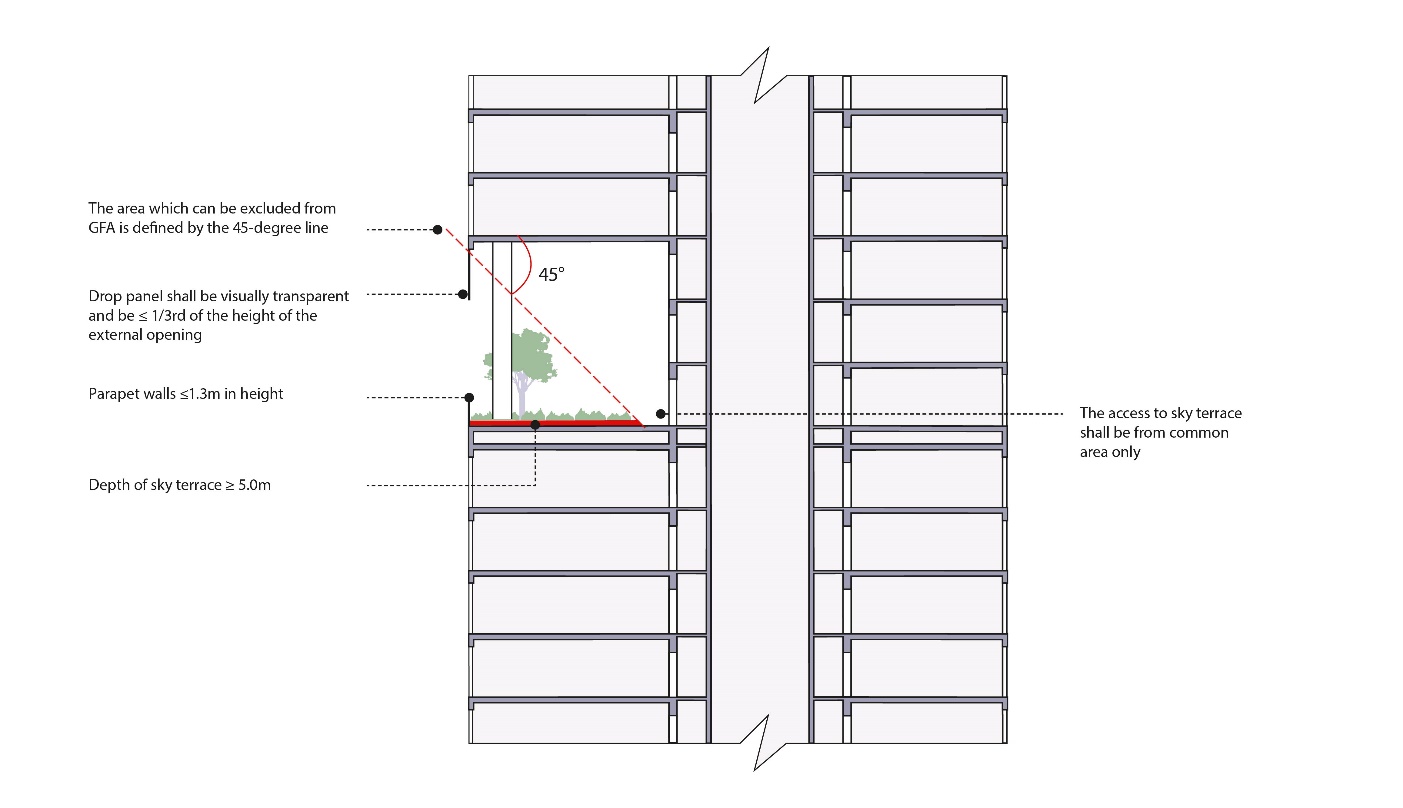 The area which can be excluded from
GFA is defined by the 45-degree line
45°
Drop panel shall be visually transparent
and be ≤ 1/3rd of the height of the
external opening
Parapet walls ≤1.3m in height
The access to sky terrace
shall be from common
area only
Depth of sky terrace ≥ 5.0m